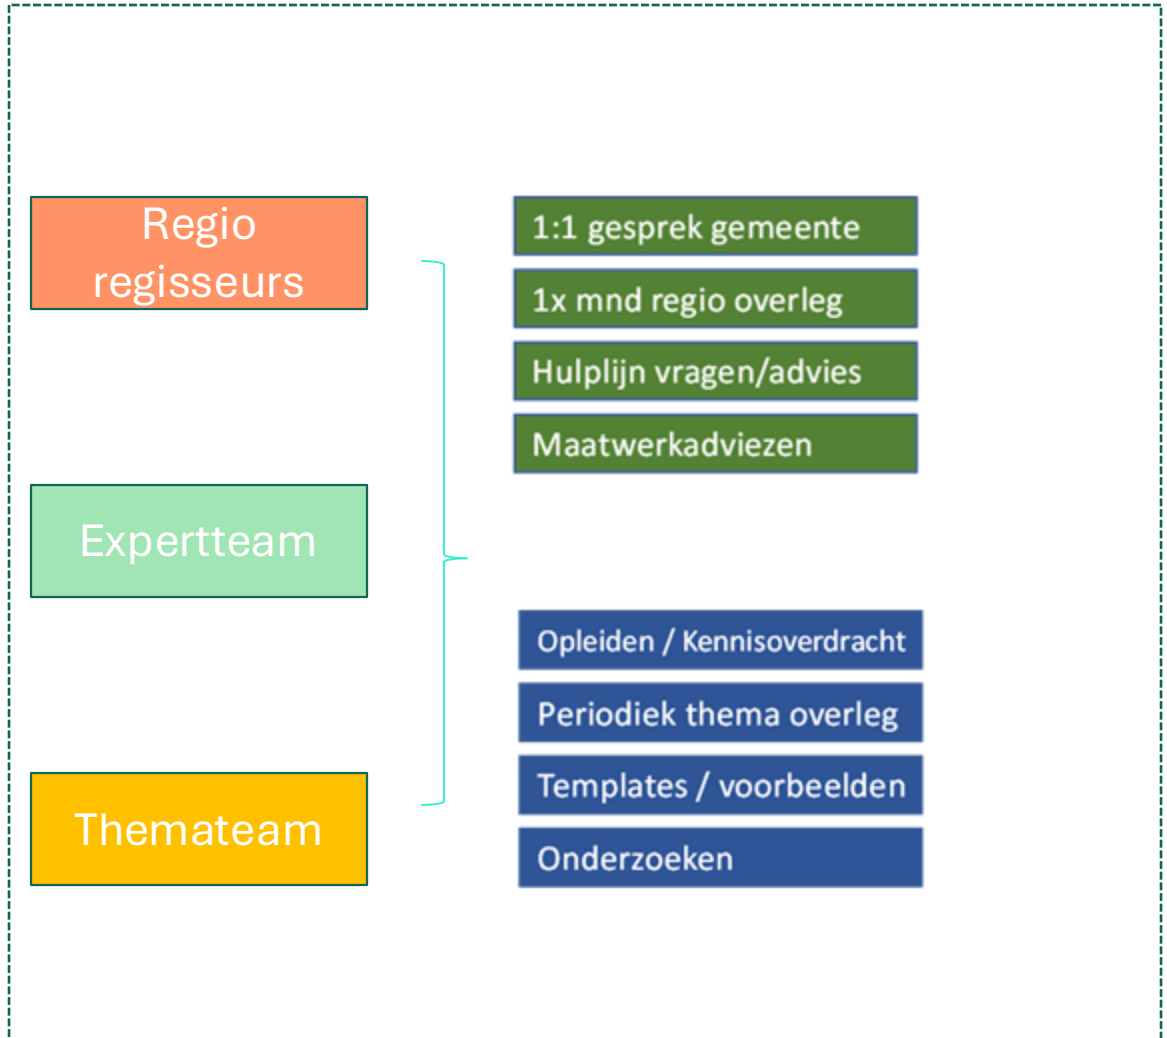 Regio
regisseurs
Expertteam
Themateam
1:1 gesprek gemeente
1x mnd regio overleg
Hulplijn vragen/advies
Maatwerkadviezen
Opleiden / Kennisoverdracht
Periodiek thema overleg
Templates / voorbeelden
Onderzoeken